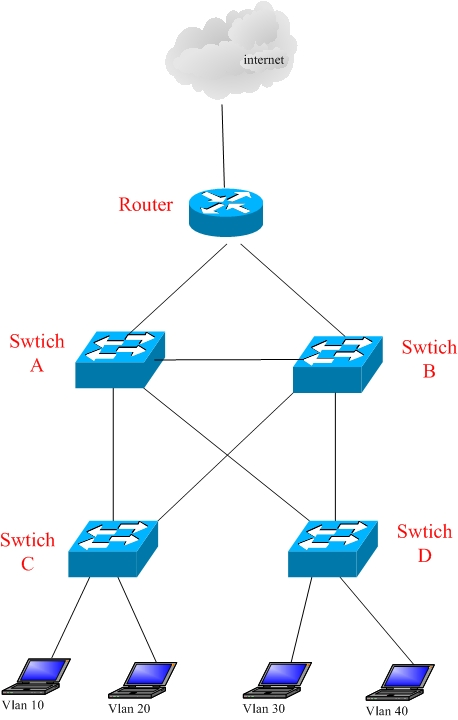 internet
Router
Swtich
A
Swtich
B
Swtich
C
Swtich
D
Vlan 10
Vlan 20
Vlan 30
Vlan 40